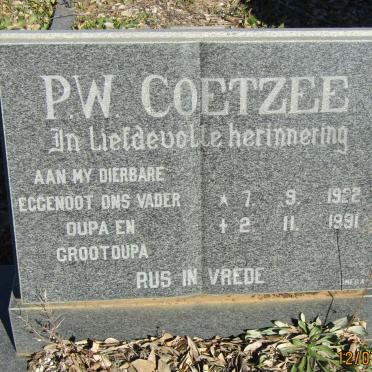 P.W. COETZEE
In Liefdevolle herinnering
AAN MY DIERBARE
EGGENOOT ONS VADER
OUPA EN
GROOTOUPA
* 7. 9. 1922
+ 2. 11. 1991
RUS IN VREDE